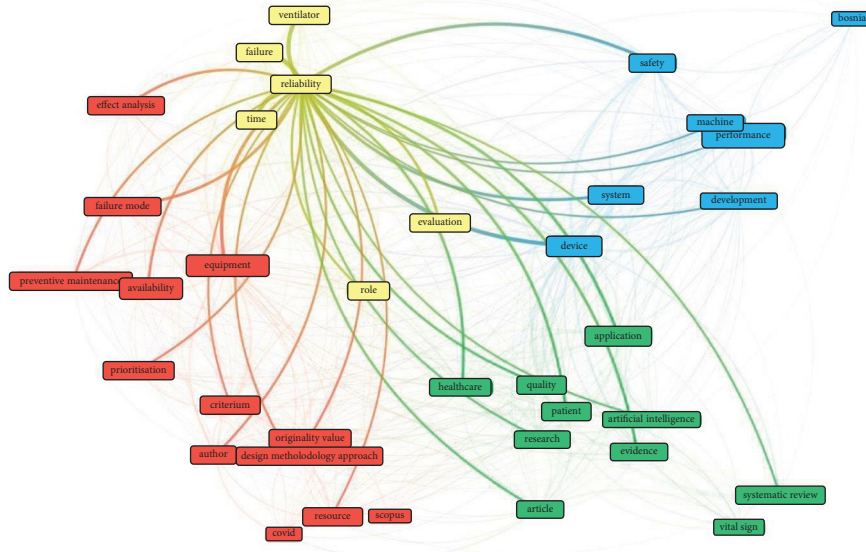 ventilator
bosnia
failure
safety
reliability
effect analysis
time
machine
performance
system
development
failure mode
evaluation
device
equipment
preventive maintenance
availability
role
application
prioritisation
healthcare
quality
criterium
patient
artificial intelligence
originality value
research
author
design metholodology approach
evidence
systematic review
article
resource
scopus
vital sign
covid